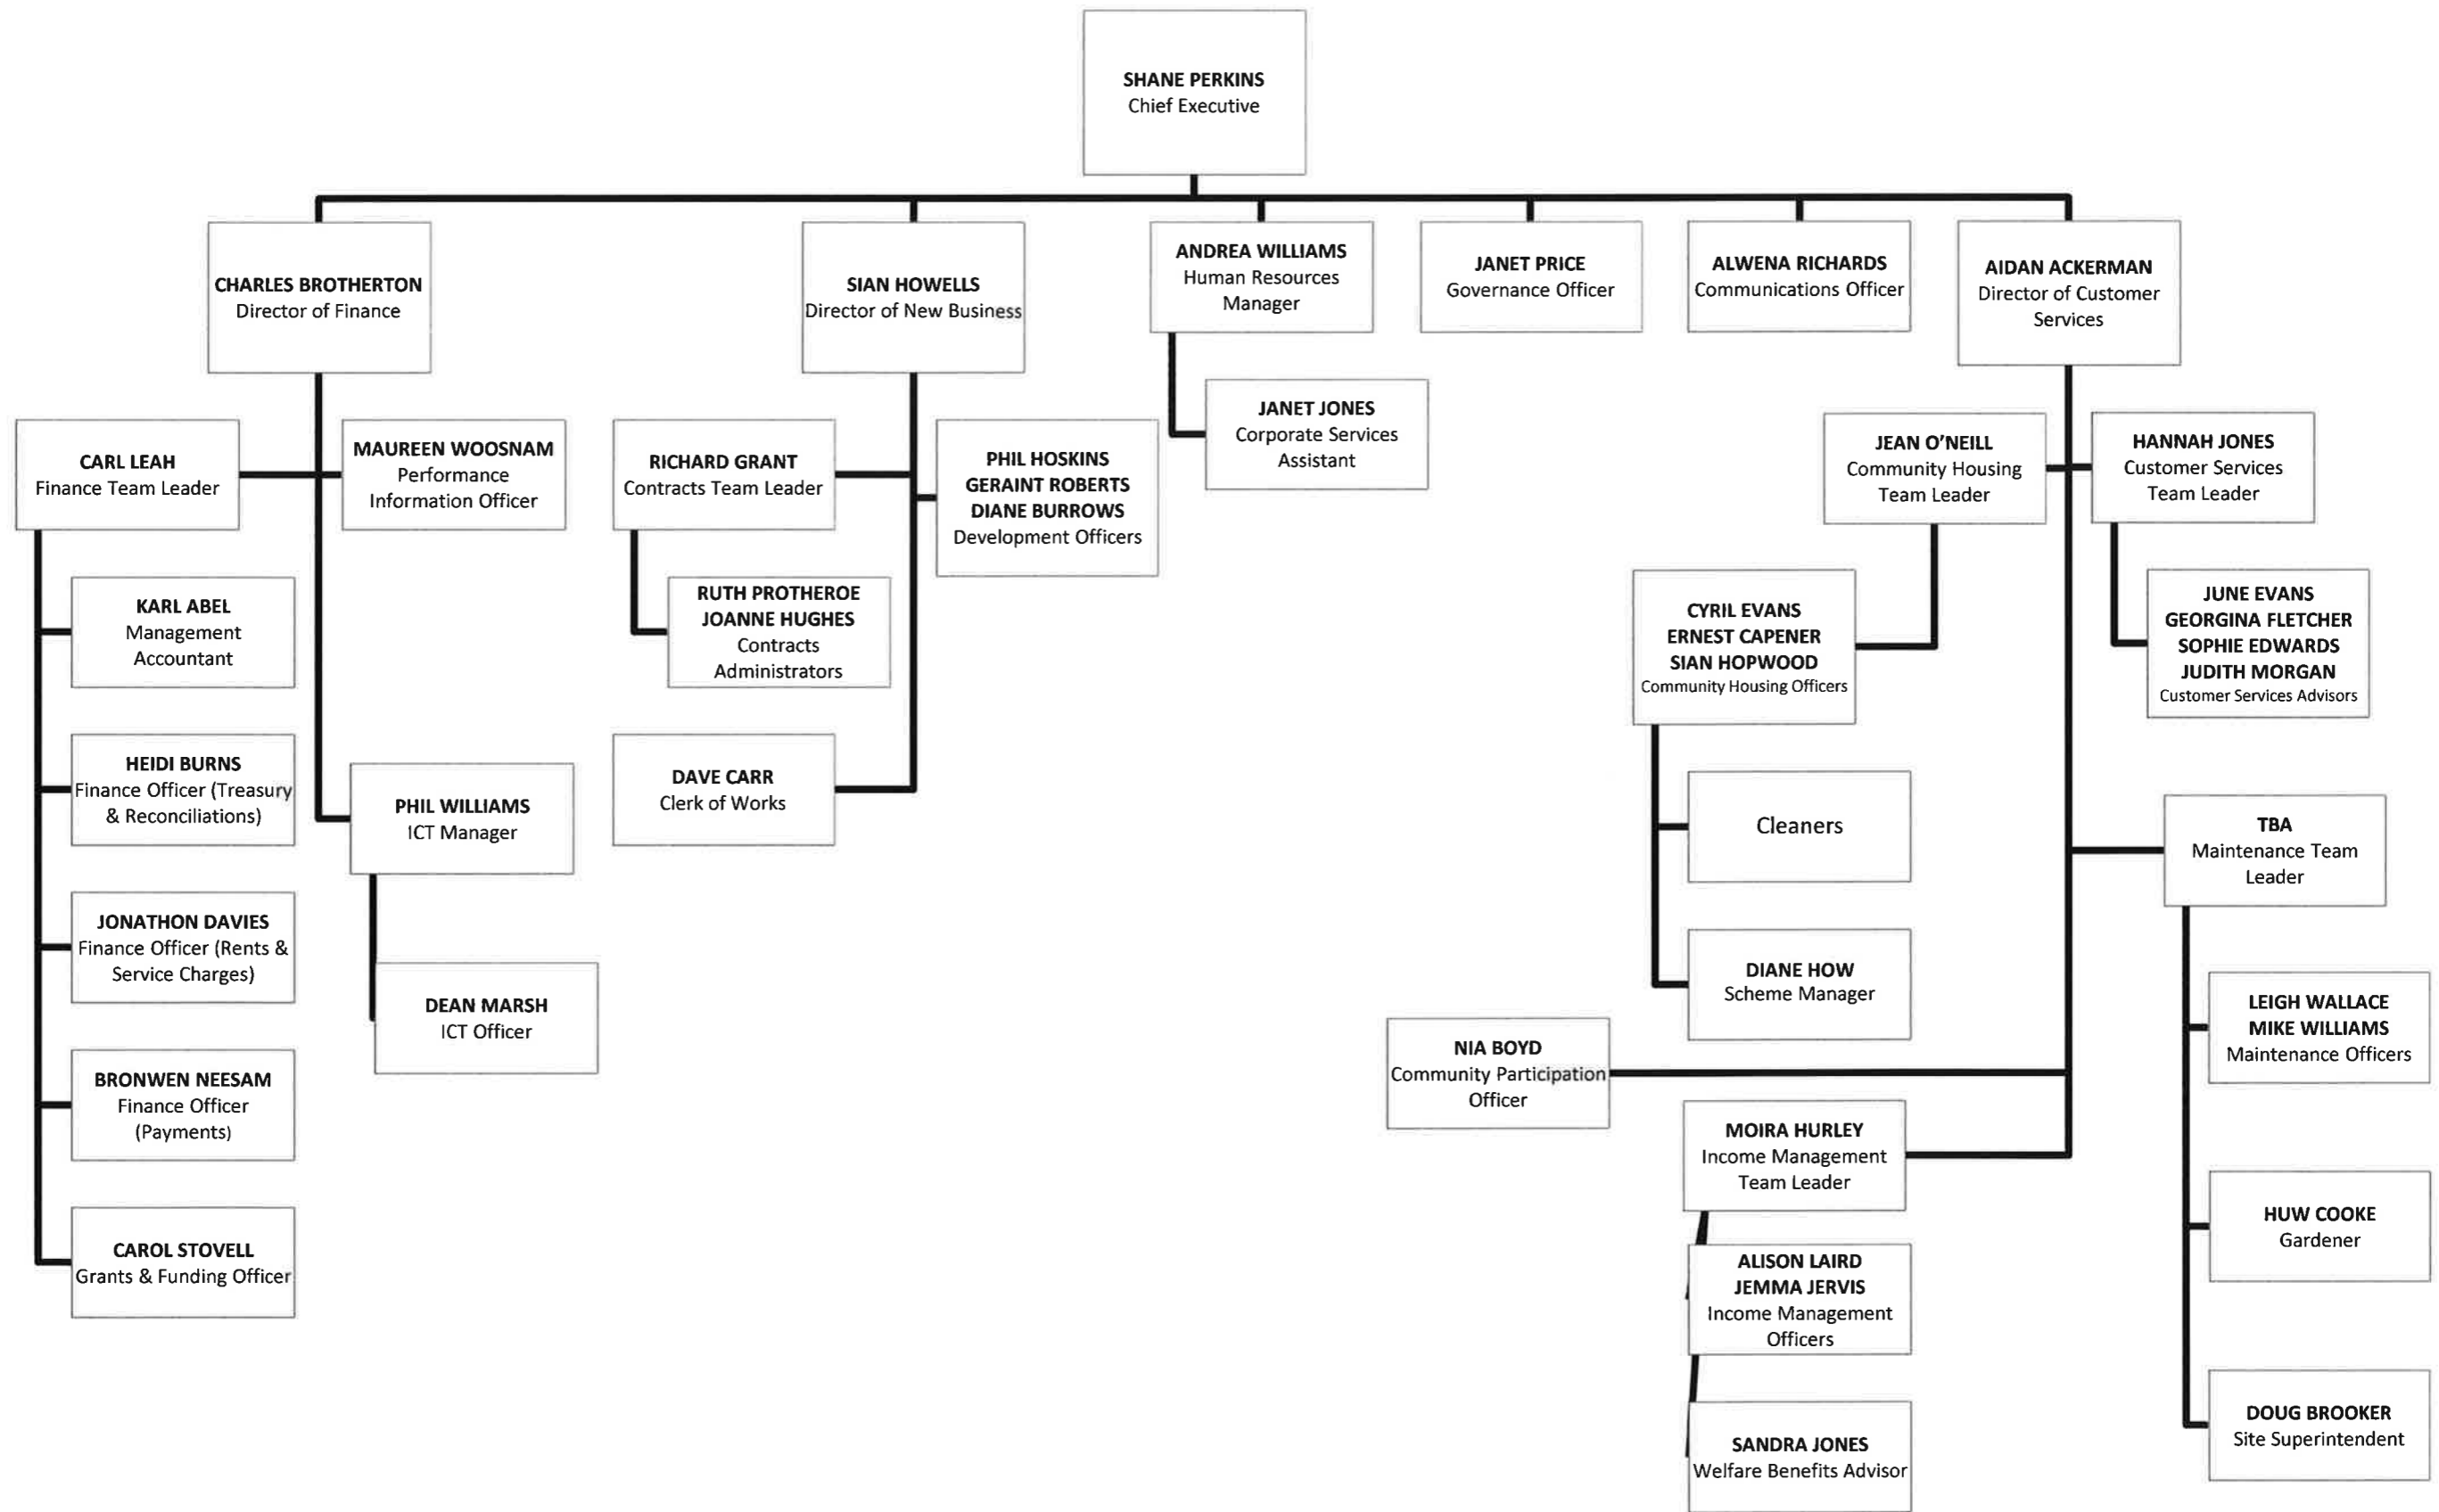 SHANE PERKINS
Chief Executive
CHARLES BROTHERTON
Director of Finance
SIAN HOWELLS
Director of New Business
ANDREA WILLIAMS
Human Resources
Manager
JANET PRICE
Governance Officer
ALWENA RICHARDS
Communications Officer
AIDAN ACKERMAN
Director of Customer
Services
CARL LEAH
Finance Team Leader
MAUREEN WOOSNAM
Performance
Information Officer
RICHARD GRANT
Contracts Team Leader
PHIL HOSKINS
GERAINT ROBERTS
DIANE BURROWS
Development Officers
JANET JONES
Corporate Services
Assistant
JEAN O'NEILL
Community Housing
Team Leader
HANNAH JONES
Customer Services
Team Leader
KARL ABEL
Management
Accountant
RUTH PROTHEROE
JOANNE HUGHES
Contracts
Administrators
CYRIL EVANS
ERNEST CAPENER
SIAN HOPWOOD
Community Housing Officers
JUNE EVANS
GEORGINA FLETCHER
SOPHIE EDWARDS
JUDITH MORGAN
Customer Services Advisors
HEIDI BURNS
Finance Officer (Treasury
& Reconciliations)
PHIL WILLIAMS
ICT Manager
DAVE CARR
Clerk of Works
Cleaners
TBA
Maintenance Team
Leader
JONATHON DAVIES
Finance Officer (Rents &
Service Charges)
DEAN MARSH
ICT Officer
DIANE HOW
Scheme Manager
LEIGH WALLACE
MIKE WILLIAMS
Maintenance Officers
BRONWEN NEESAM
Finance Officer
(Payments)
NIA BOYD
Community Participation
Officer
MOIRA HURLEY
Income Management
Team Leader
HUW COOKE
Gardener
CAROL STOVELL
Grants & Funding Officer
ALISON LAIRD
JEMMA JERVIS
Income Management
Officers
DOUG BROOKER
Site Superintendent
SANDRA JONES
Welfare Benefits Advisor